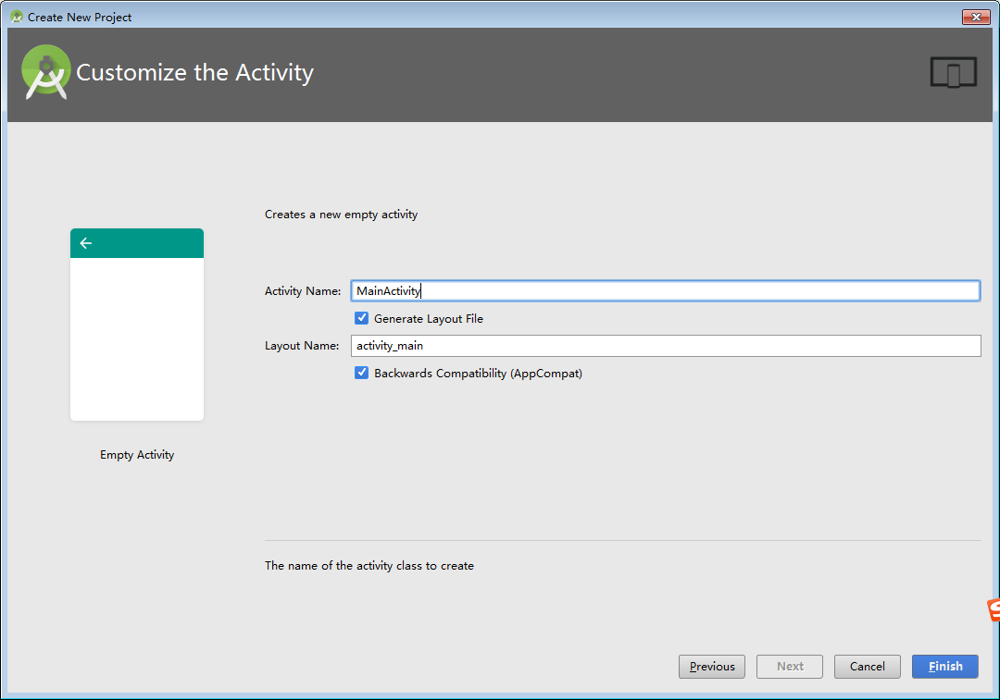 Create New Project
Customize the Activity
Creates a new empty activity
Activity Name: MainActivity
Generate Layout File
Layout Name: activity_main
Backwards Compatibility (AppCompat)
Empty Activity
The name of the activity class to create
Previous Next Cancel Finish